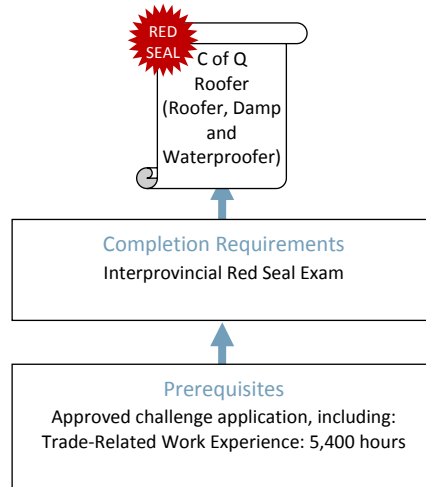 RED
SEAL
C of Q
Roofer
(Roofer, Damp
and
Waterproofer)
Completion Requirements
Interprovincial Red Seal Exam
Prerequisites
Approved challenge application, including:
Trade-Related Work Experience: 5,400 hours